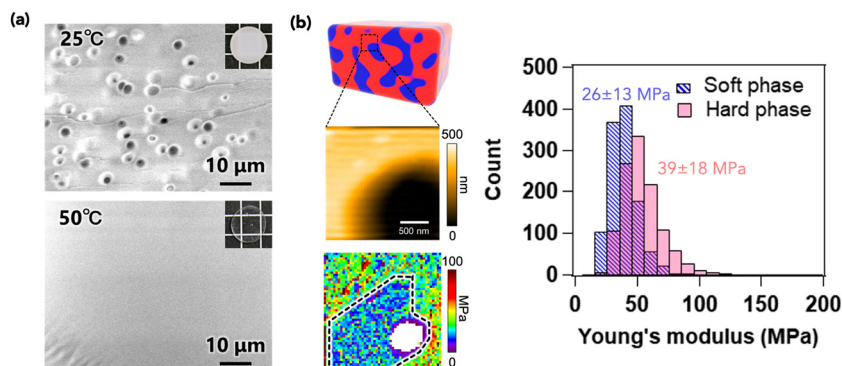 (a)
25℃
10 µm
50℃
10 µm
(b)
500
nm
0
500 nm
100
MPa
0
500
400
300
200
100
0
Count
Soft phase
Hard phase
26±13 MPa
39±18 MPa
0
50
100
150
200
Young's modulus (MPa)